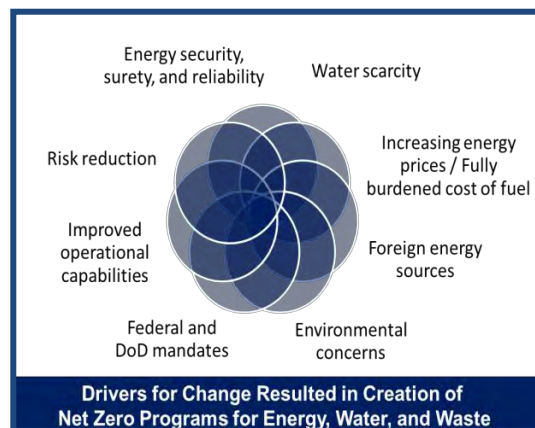 Energy security,
surety, and reliability
Water scarcity
Risk reduction
Increasing energy
prices / Fully
burdened cost of fuel
Improved
operational
capabilities
Foreign energy
sources
Federal and
DoD mandates
Environmental
concerns
Drivers for Change Resulted in Creation of
Net Zero Programs for Energy, Water, and Waste